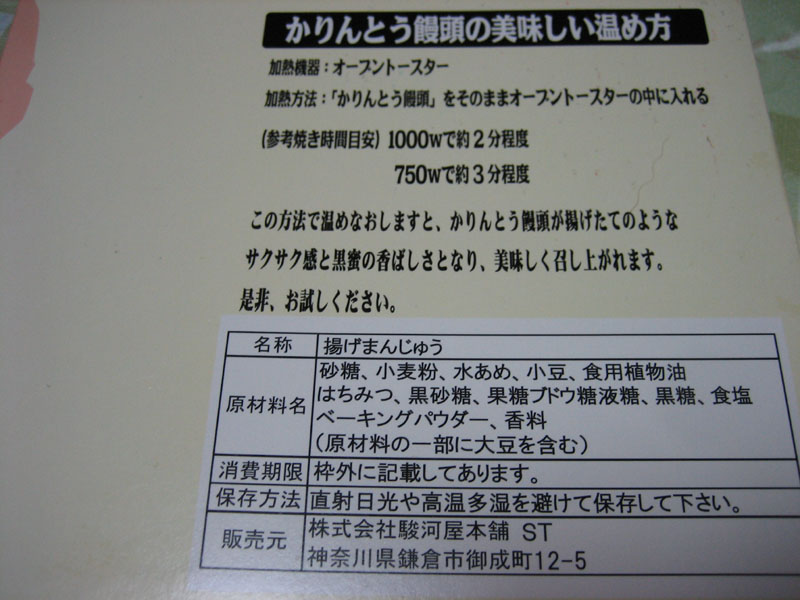 かりんとう饅頭の美味しい温め方
加熱機器：オーブントースター
加熱方法：「かりんとう饅頭」をそのままオーブントースターの中に入れる
(参考焼き時間目安) 1000wで約2分程度
750wで約3分程度
この方法で温めなおしますと、かりんとう饅頭が揚げたてのような
サクサク感と黒蜜の香ばしさとなり、美味しく召し上がれます。
是非、お試しください。
名称 揚げまんじゅう
原材料名
砂糖、小麦粉、水あめ、小豆、食用植物油
はちみつ、黒砂糖、果糖ブドウ糖液糖、黒糖、食塩
ベーキングパウダー、香料
（原材料の一部に大豆を含む）
消費期限 枠外に記載してあります。
保存方法 直射日光や高温多湿を避けて保存して下さい。
販売元
株式会社駿河屋本舗 ST
神奈川県鎌倉市御成町12-5